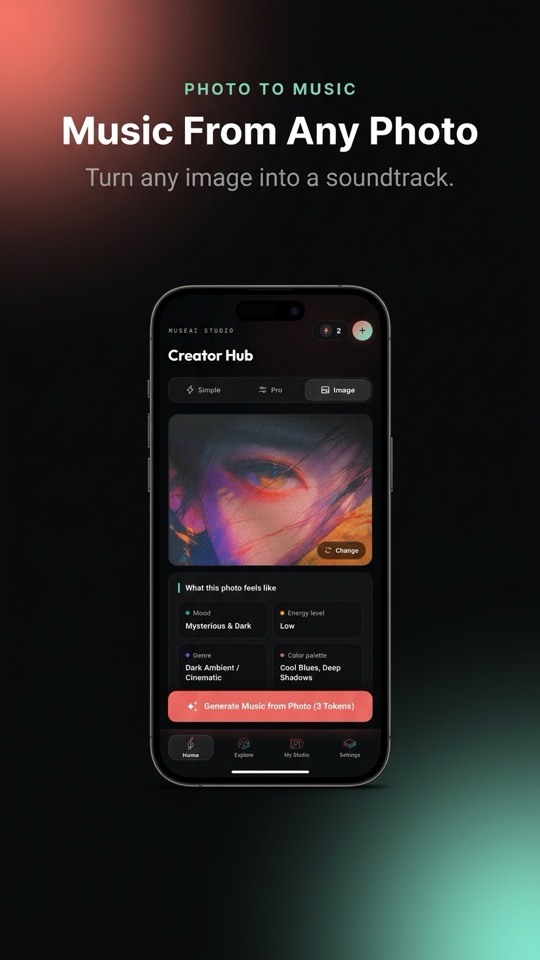 PHOTO TO MUSIC
Music From Any Photo
Turn any image into a soundtrack.
MUSEAI STUDIO
2
+
Creator Hub
Simple
Pro
Image
Change
What this photo feels like
Mood
Mysterious & Dark
Energy level
Low
Genre
Dark Ambient /
Cinematic
Color palette
Cool Blues, Deep
Shadows
Generate Music from Photo (3 Tokens)
Home
Explore
My Studio
Settings